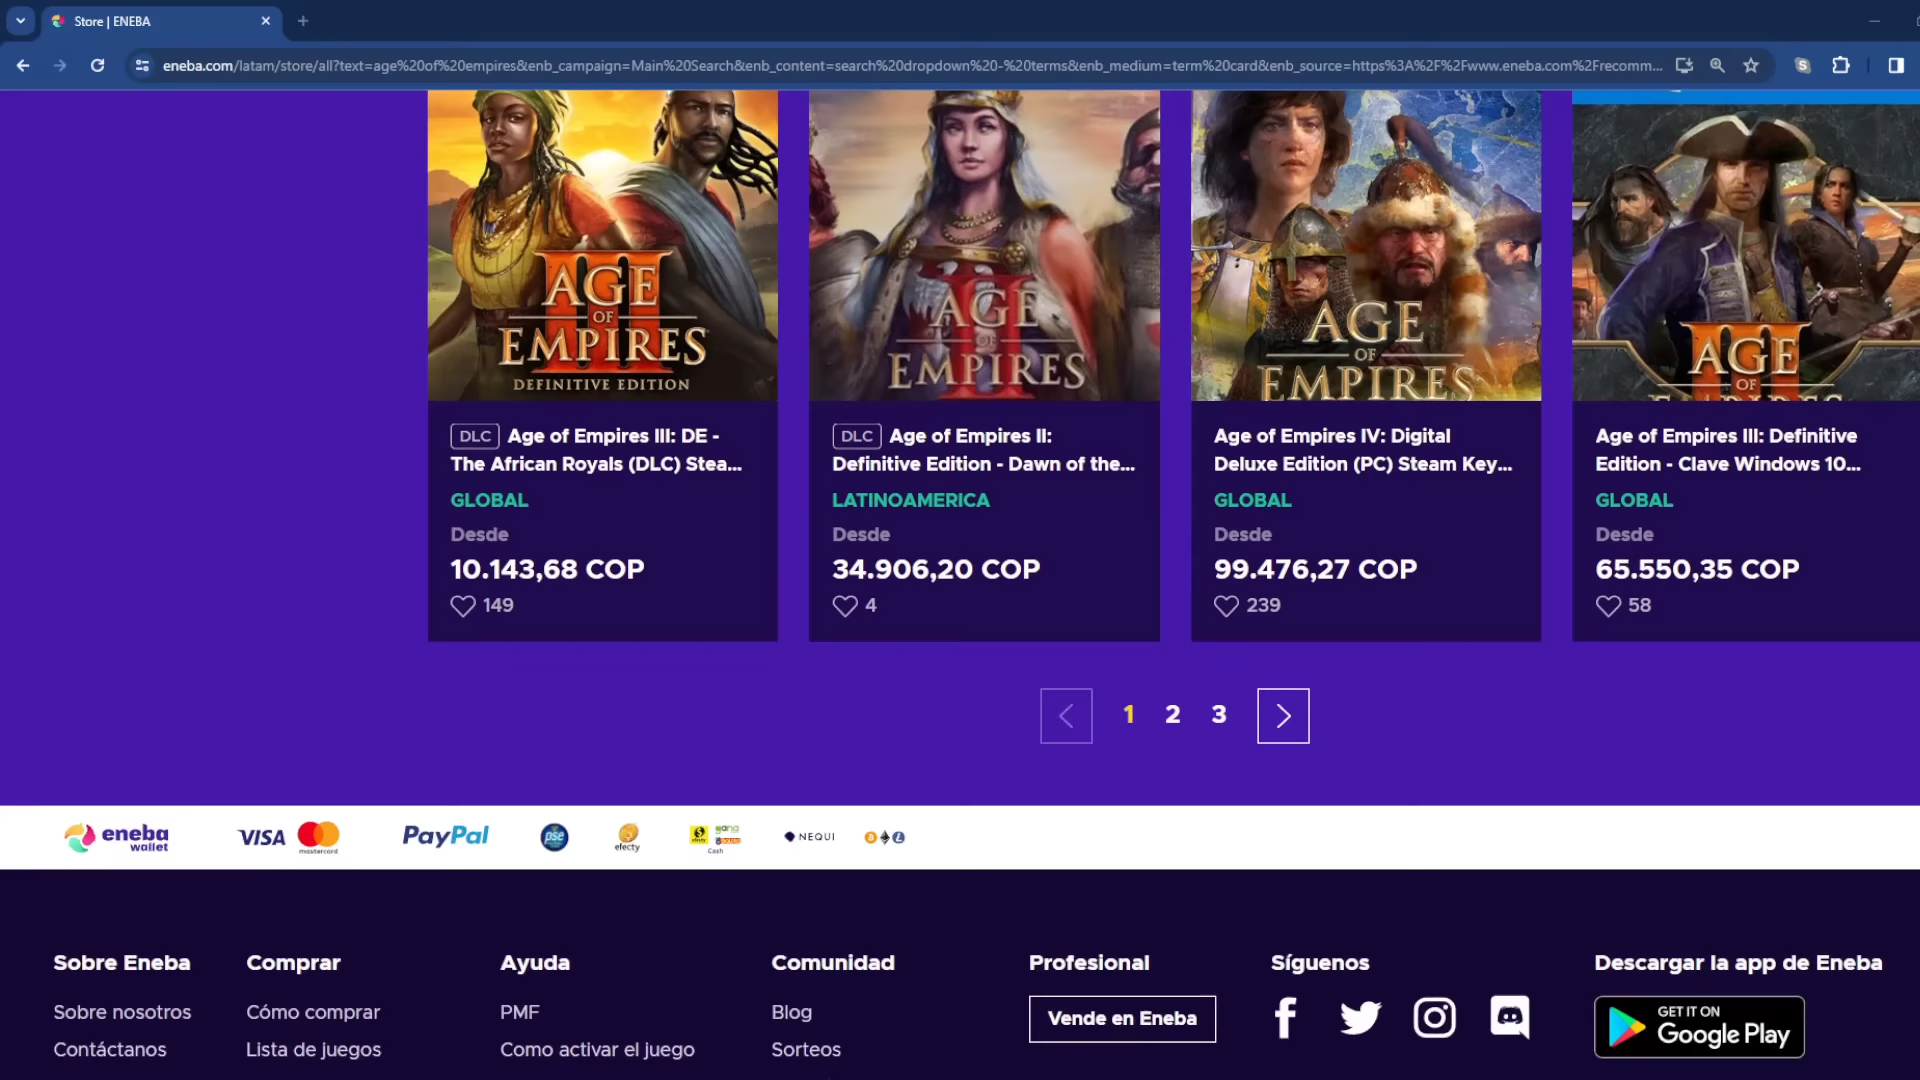 Store | ENEBA
eneba.com/latam/store/all?text=age%20of%20empires&enb_campaign=Main%20Search&enb_content=search%20dropdown%20-%20terms&enb_medium=term%20card&enb_source=https%3A%2F%2Fwww.eneba.com%2Frecomm...
AGE
OF
EMPIRES
DEFINITIVE EDITION
AGE
OF
EMPIRES
AGE
OF
EMPIRES
AGE
OF
EMPIRES
DLC Age of Empires III: DE -
The African Royals (DLC) Stea...
GLOBAL
Desde
10.143,68 COP
149
DLC Age of Empires II:
Definitive Edition - Dawn of the...
LATINOAMERICA
Desde
34.906,20 COP
4
Age of Empires IV: Digital
Deluxe Edition (PC) Steam Key...
GLOBAL
Desde
99.476,27 COP
239
Age of Empires III: Definitive
Edition - Clave Windows 10...
GLOBAL
Desde
65.550,35 COP
58
1 2 3
eneba
wallet
VISA
mastercard
PayPal
pse
efecty
Cash
NEQUI
Sobre Eneba
Sobre nosotros
Contáctanos
Comprar
Cómo comprar
Lista de juegos
Ayuda
PMF
Como activar el juego
Comunidad
Blog
Sorteos
Profesional
Vende en Eneba
Síguenos
Descargar la app de Eneba
GET IT ON
Google Play